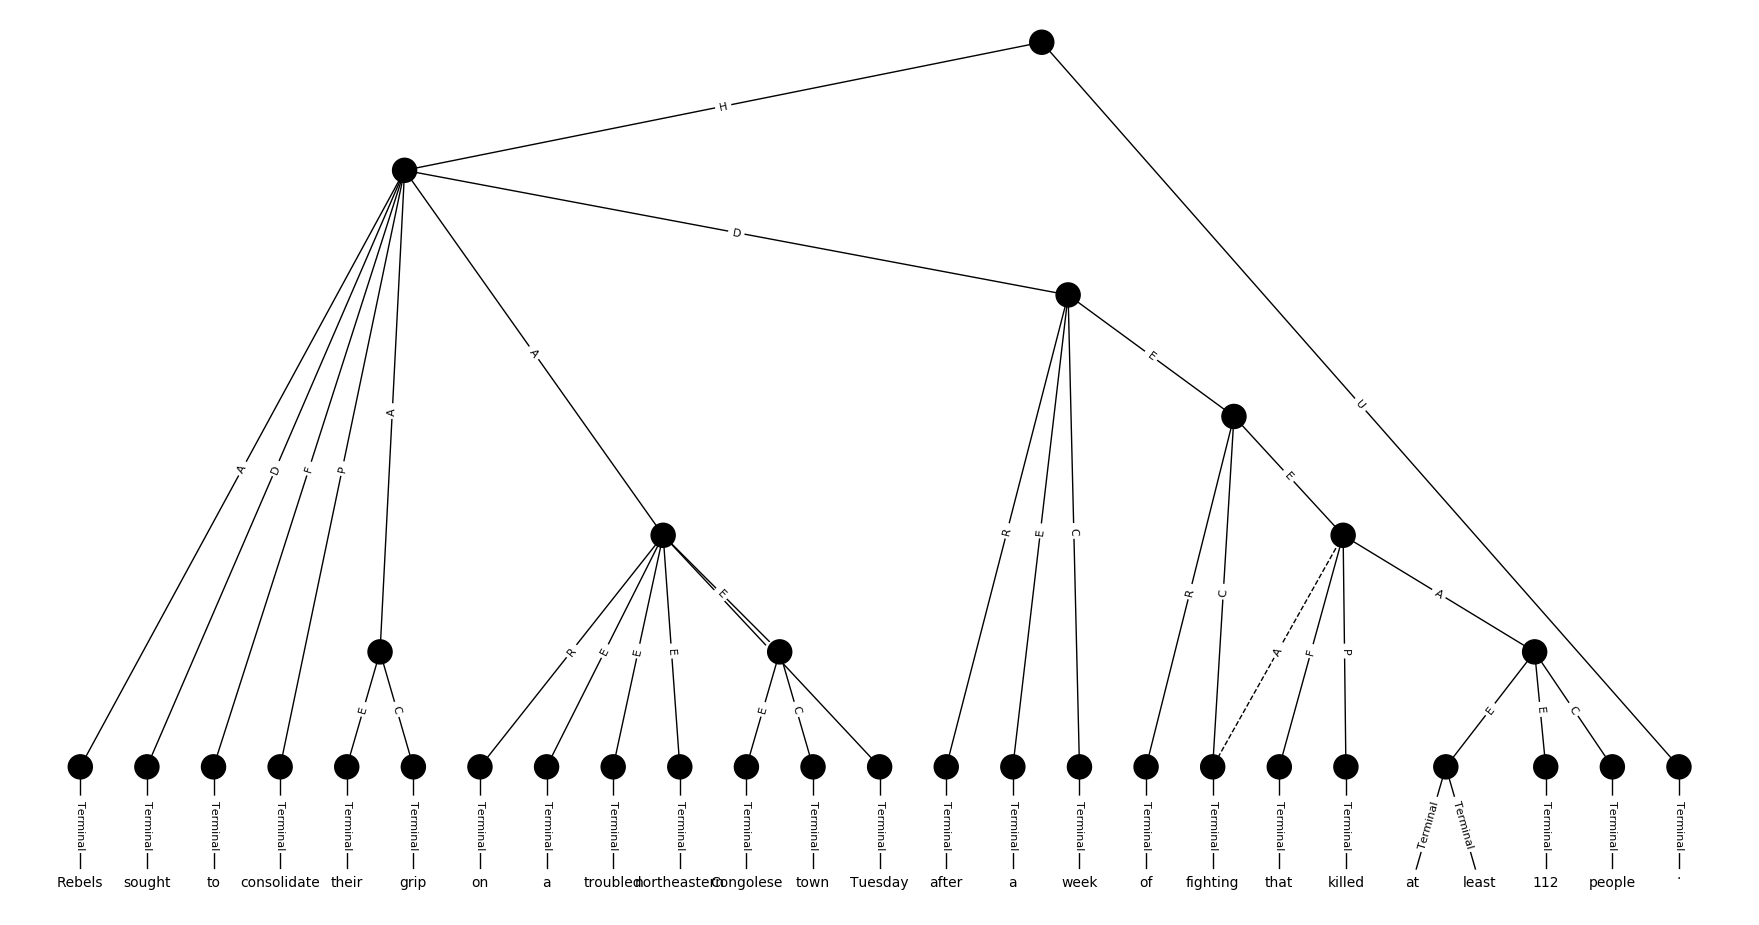 H
D
A
A
A D F P
E
U
R E C
E
R C
A F P
A
E C
R E E E
E
E C
E E C
Terminal Terminal Terminal Terminal Terminal Terminal Terminal Terminal Terminal Terminal Terminal Terminal Terminal Terminal Terminal Terminal Terminal Terminal Terminal Terminal Terminal Terminal Terminal Terminal Terminal
Rebels sought to consolidate their grip on a troubled northeastern Congolese town Tuesday after a week of fighting that killed at least 112 people .